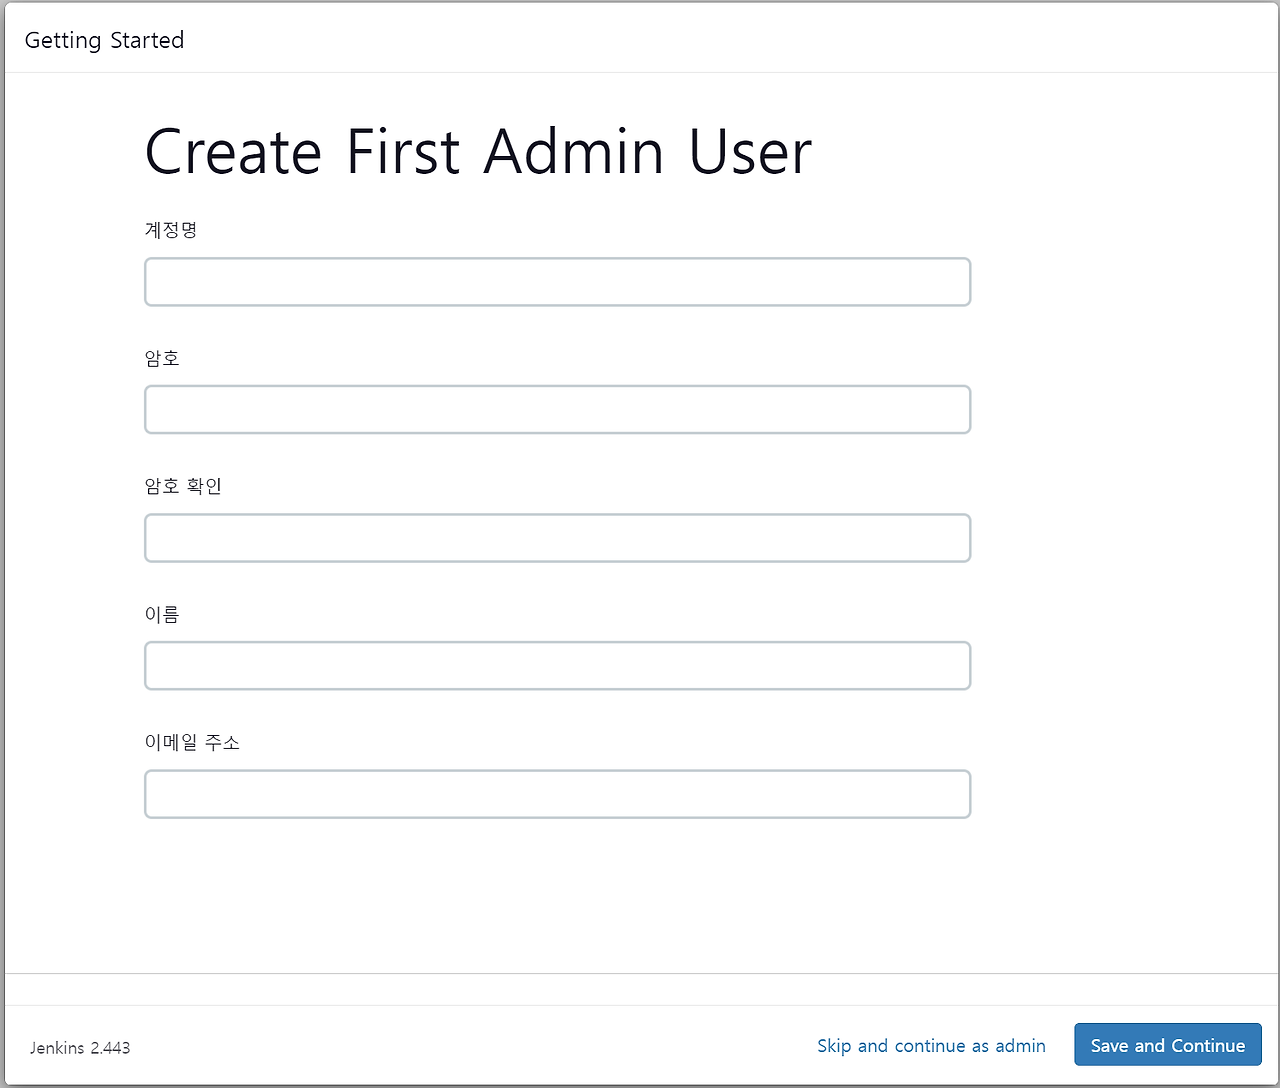 Getting Started
Create First Admin User
계정명
암호
암호 확인
이름
이메일 주소
Jenkins 2.443
Skip and continue as admin
Save and Continue